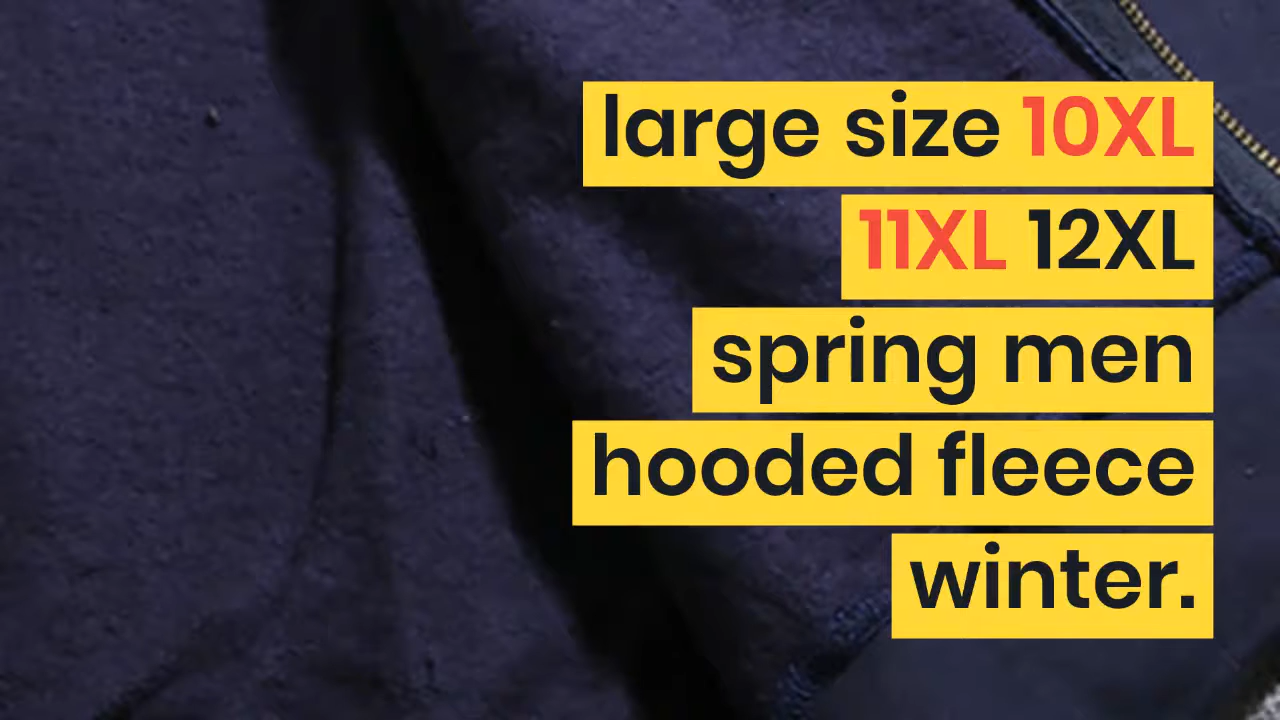 large size 10XL
11XL 12XL
spring men
hooded fleece
winter.